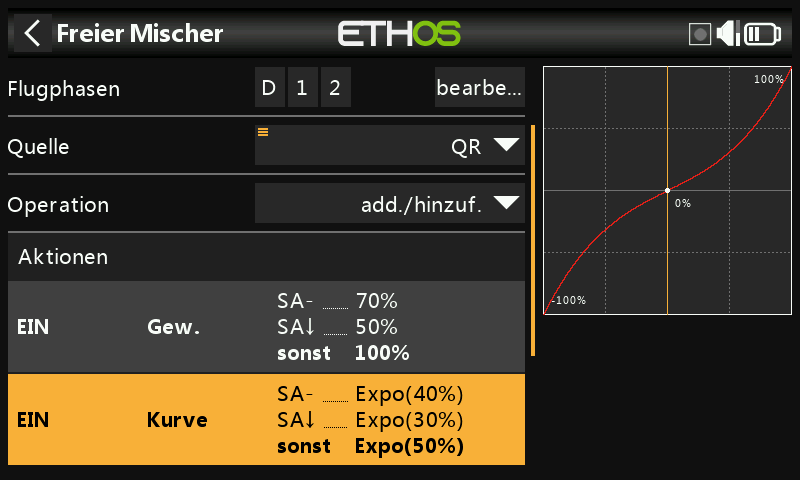 Freier Mischer
ETHOS
Flugphasen D 1 2 bearbe...
Quelle QR
Operation add./hinzuf.
Aktionen
EIN Gew.
SA- 70%
SA↓ 50%
sonst 100%
EIN Kurve
SA- Expo(40%)
SA↓ Expo(30%)
sonst Expo(50%)
100%
0%
-100%